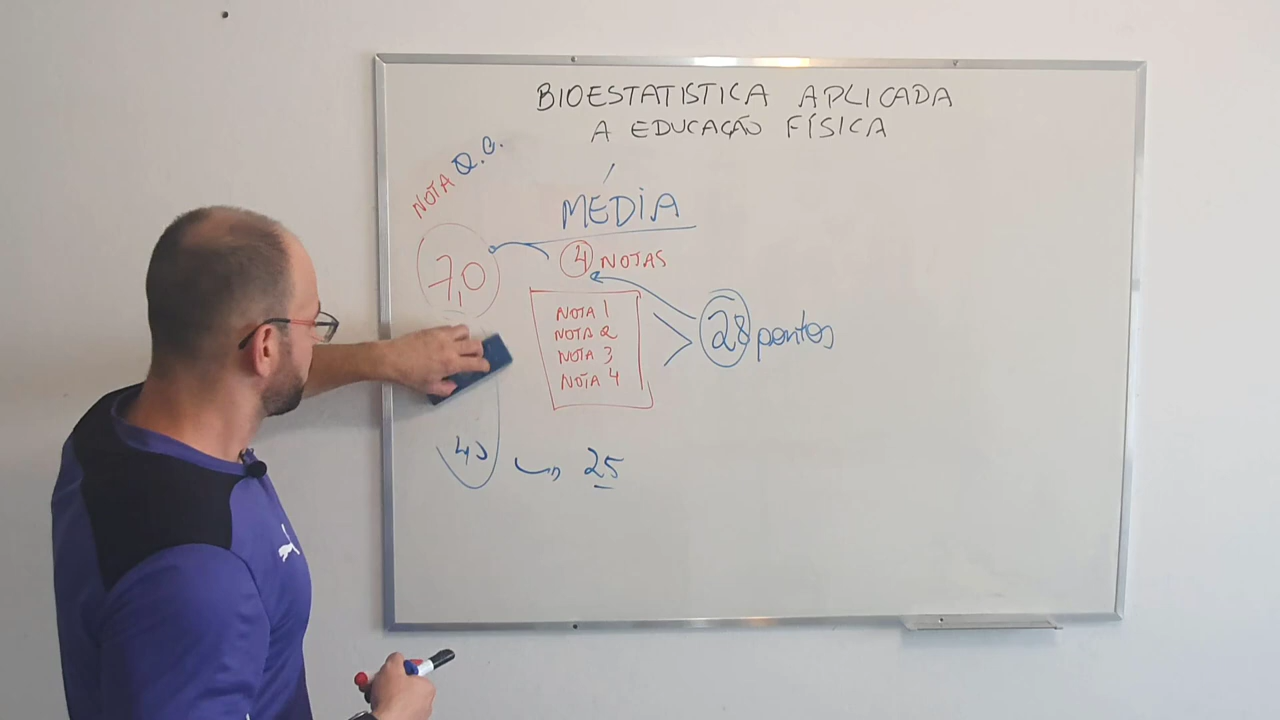 BIOESTATISTICA APLICADA
A EDUCAÇÃO FÍSICA
NOTA Q.C.
MÉDIA
7,0
4 NOTAS
NOTA 1
NOTA 2
NOTA 3
NOTA 4
28 pontos
25